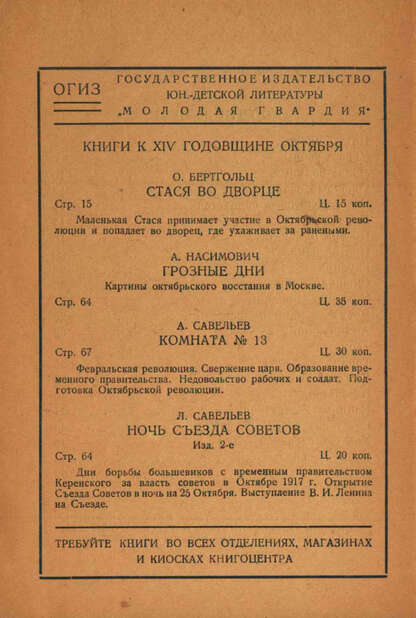 ОГИЗ
ГОСУДАРСТВЕННОЕ ИЗДАТЕЛЬСТВО
ЮН.-ДЕТСКОЙ ЛИТЕРАТУРЫ
„МОЛОДАЯ ГВАРДИЯ“
КНИГИ К XIV ГОДОВЩИНЕ ОКТЯБРЯ
О. БЕРГГОЛЬЦ
СТАСЯ ВО ДВОРЦЕ
Стр. 15 Ц. 15 коп.
Маленькая Стася принимает участие в Октябрьской рево-
люции и попадает во дворец, где ухаживает за ранеными.
А. НАСИМОВИЧ
ГРОЗНЫЕ ДНИ
Картины октябрьского восстания в Москве.
Стр. 64 Ц. 35 коп.
А. САВЕЛЬЕВ
КОМНАТА № 13
Стр. 67 Ц. 30 коп.
Февральская революция. Свержение царя. Образование вре-
менного правительства. Недовольство рабочих и солдат. Под-
готовка Октябрьской революции.
Л. САВЕЛЬЕВ
НОЧЬ СЪЕЗДА СОВЕТОВ
Изд. 2-е
Стр. 64 Ц. 20 коп.
Дни борьбы большевиков с временным правительством
Керенского за власть советов в Октябре 1917 г. Открытие
Съезда Советов в ночь на 25 Октября. Выступление В. И. Ленина
на Съезде.
ТРЕБУЙТЕ КНИГИ ВО ВСЕХ ОТДЕЛЕНИЯХ, МАГАЗИНАХ
И КИОСКАХ КНИГОЦЕНТРА